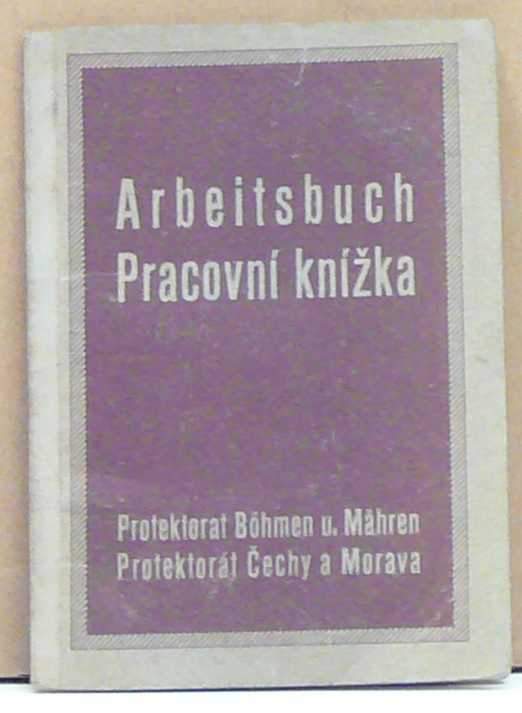 Arbeitsbuch
Pracovní knížka
Protektorat Böhmen u. Mähren
Protektorát Čechy a Morava